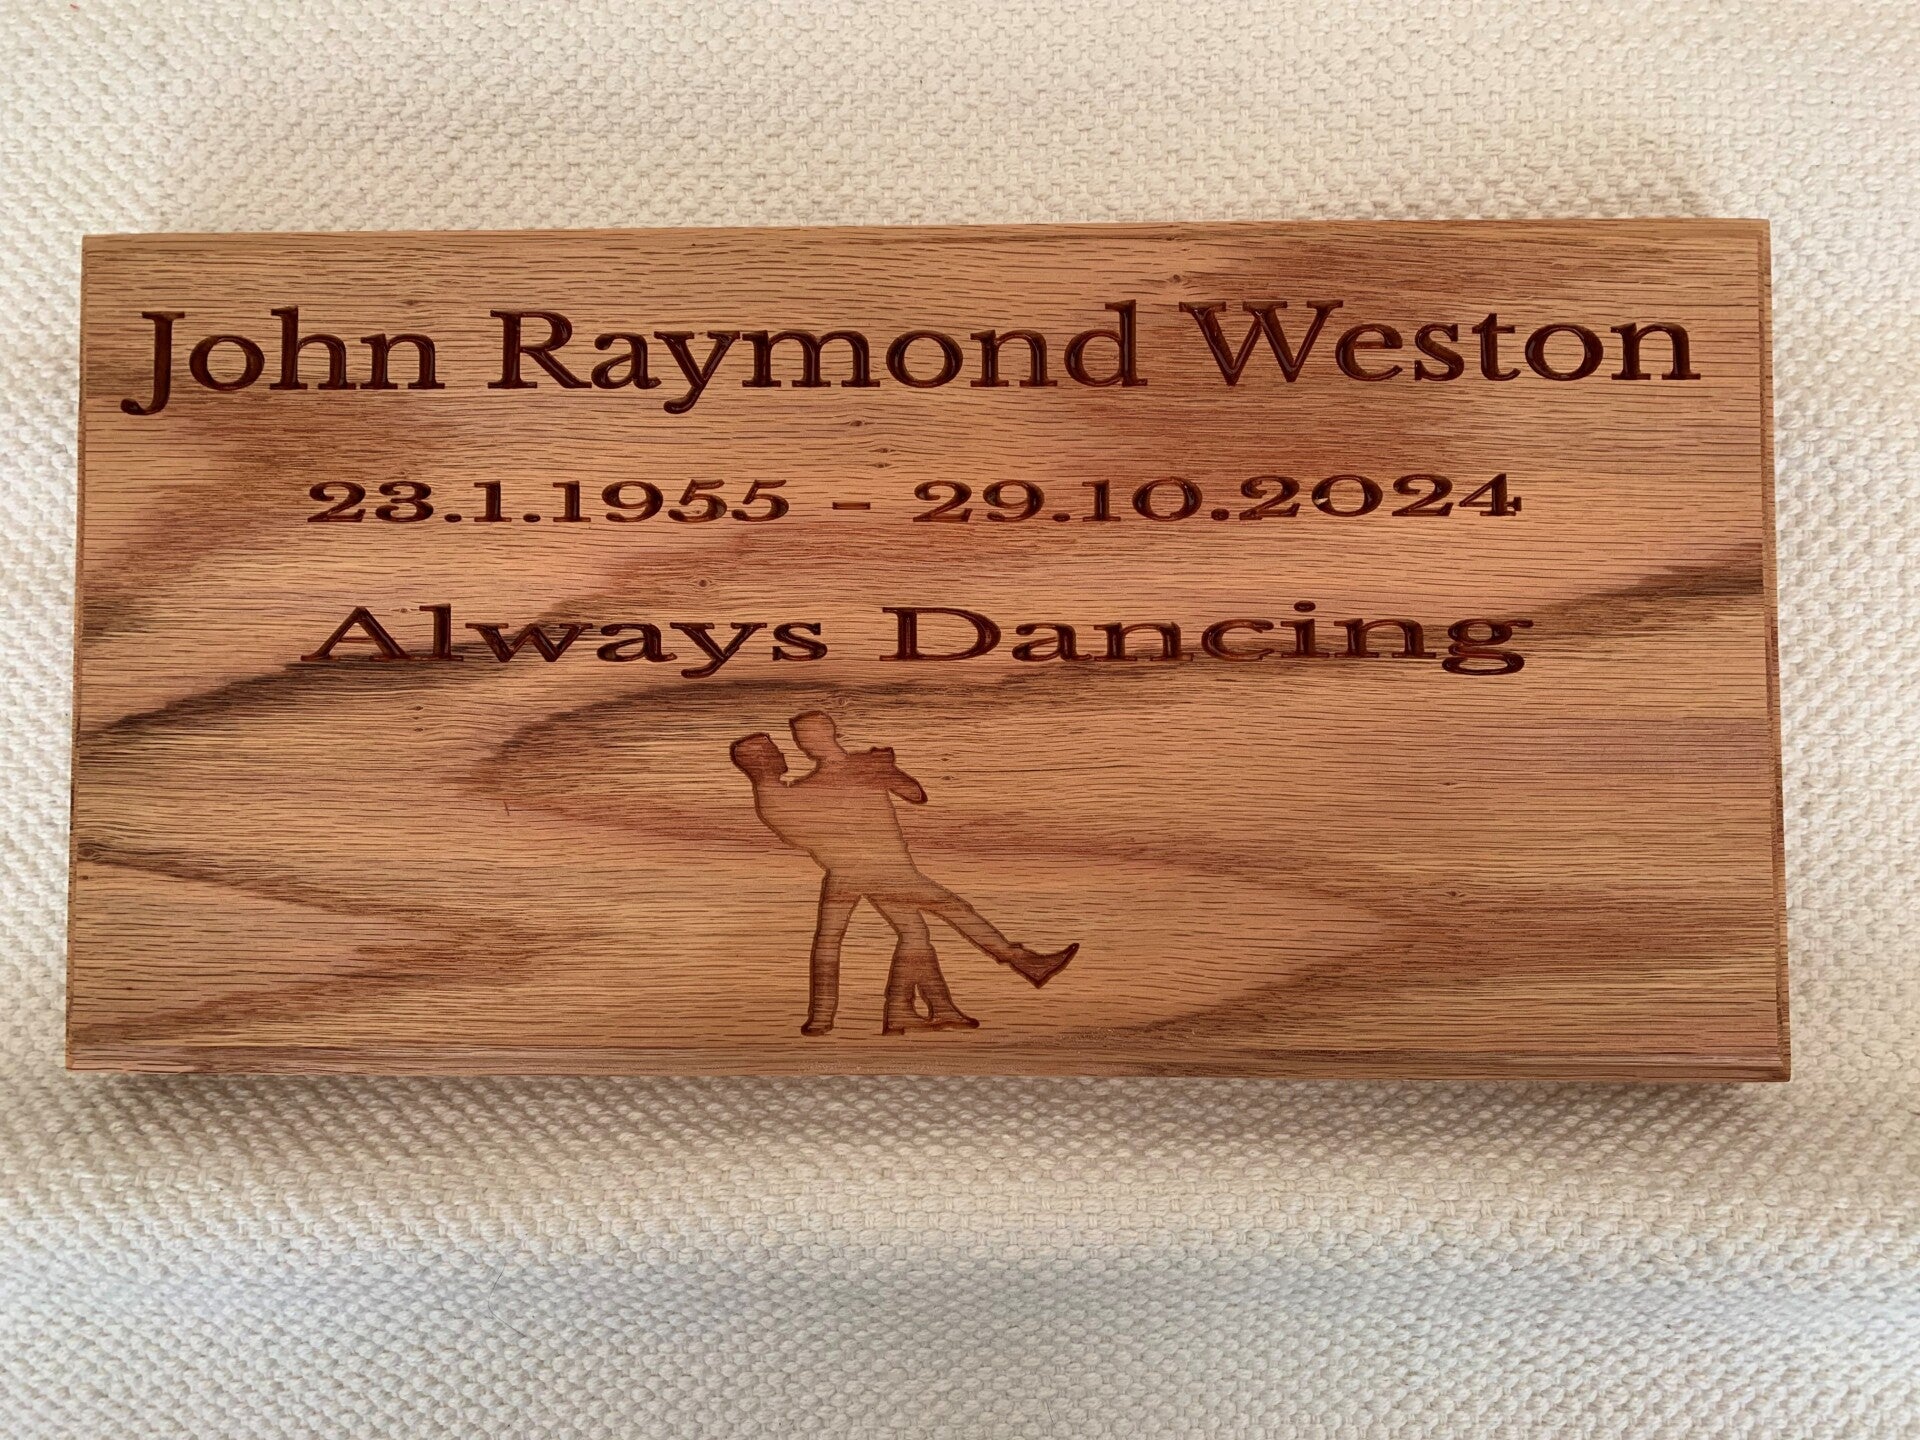 John Raymond Weston
23.1.1955 - 29.10.2024
Always Dancing